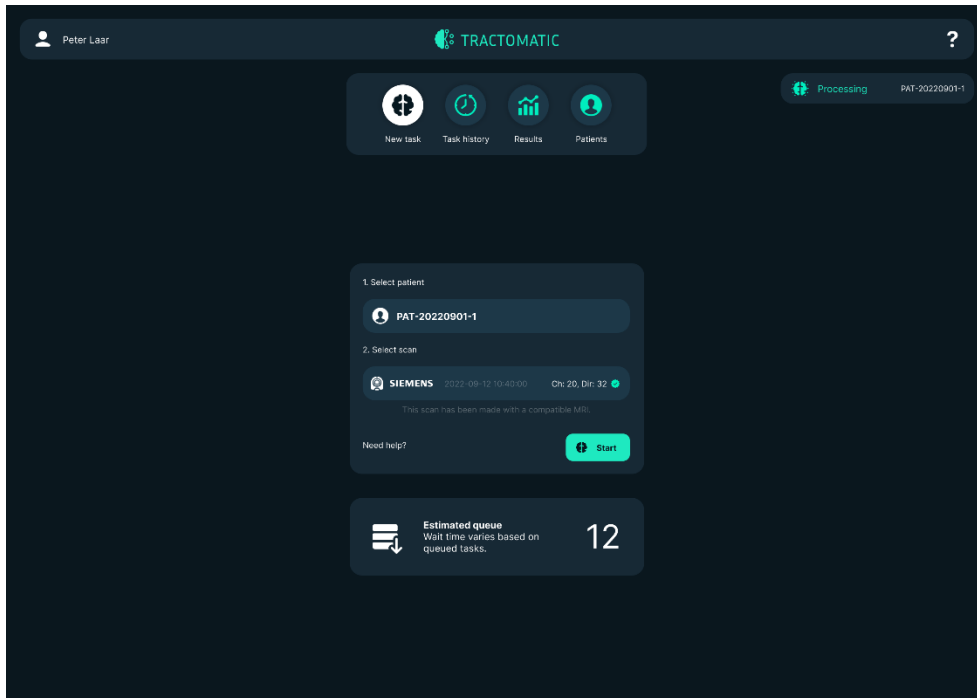 Peter Laar
TRACTOMATIC
?
Processing PAT-20220901-1
New task Task history Results Patients
1. Select patient
PAT-20220901-1
2. Select scan
SIEMENS 2022-09-12 10:40:00 Ch: 20, Dir: 32
This scan has been made with a compatible MRI.
Need help?
Start
Estimated queue
Wait time varies based on
queued tasks.
12